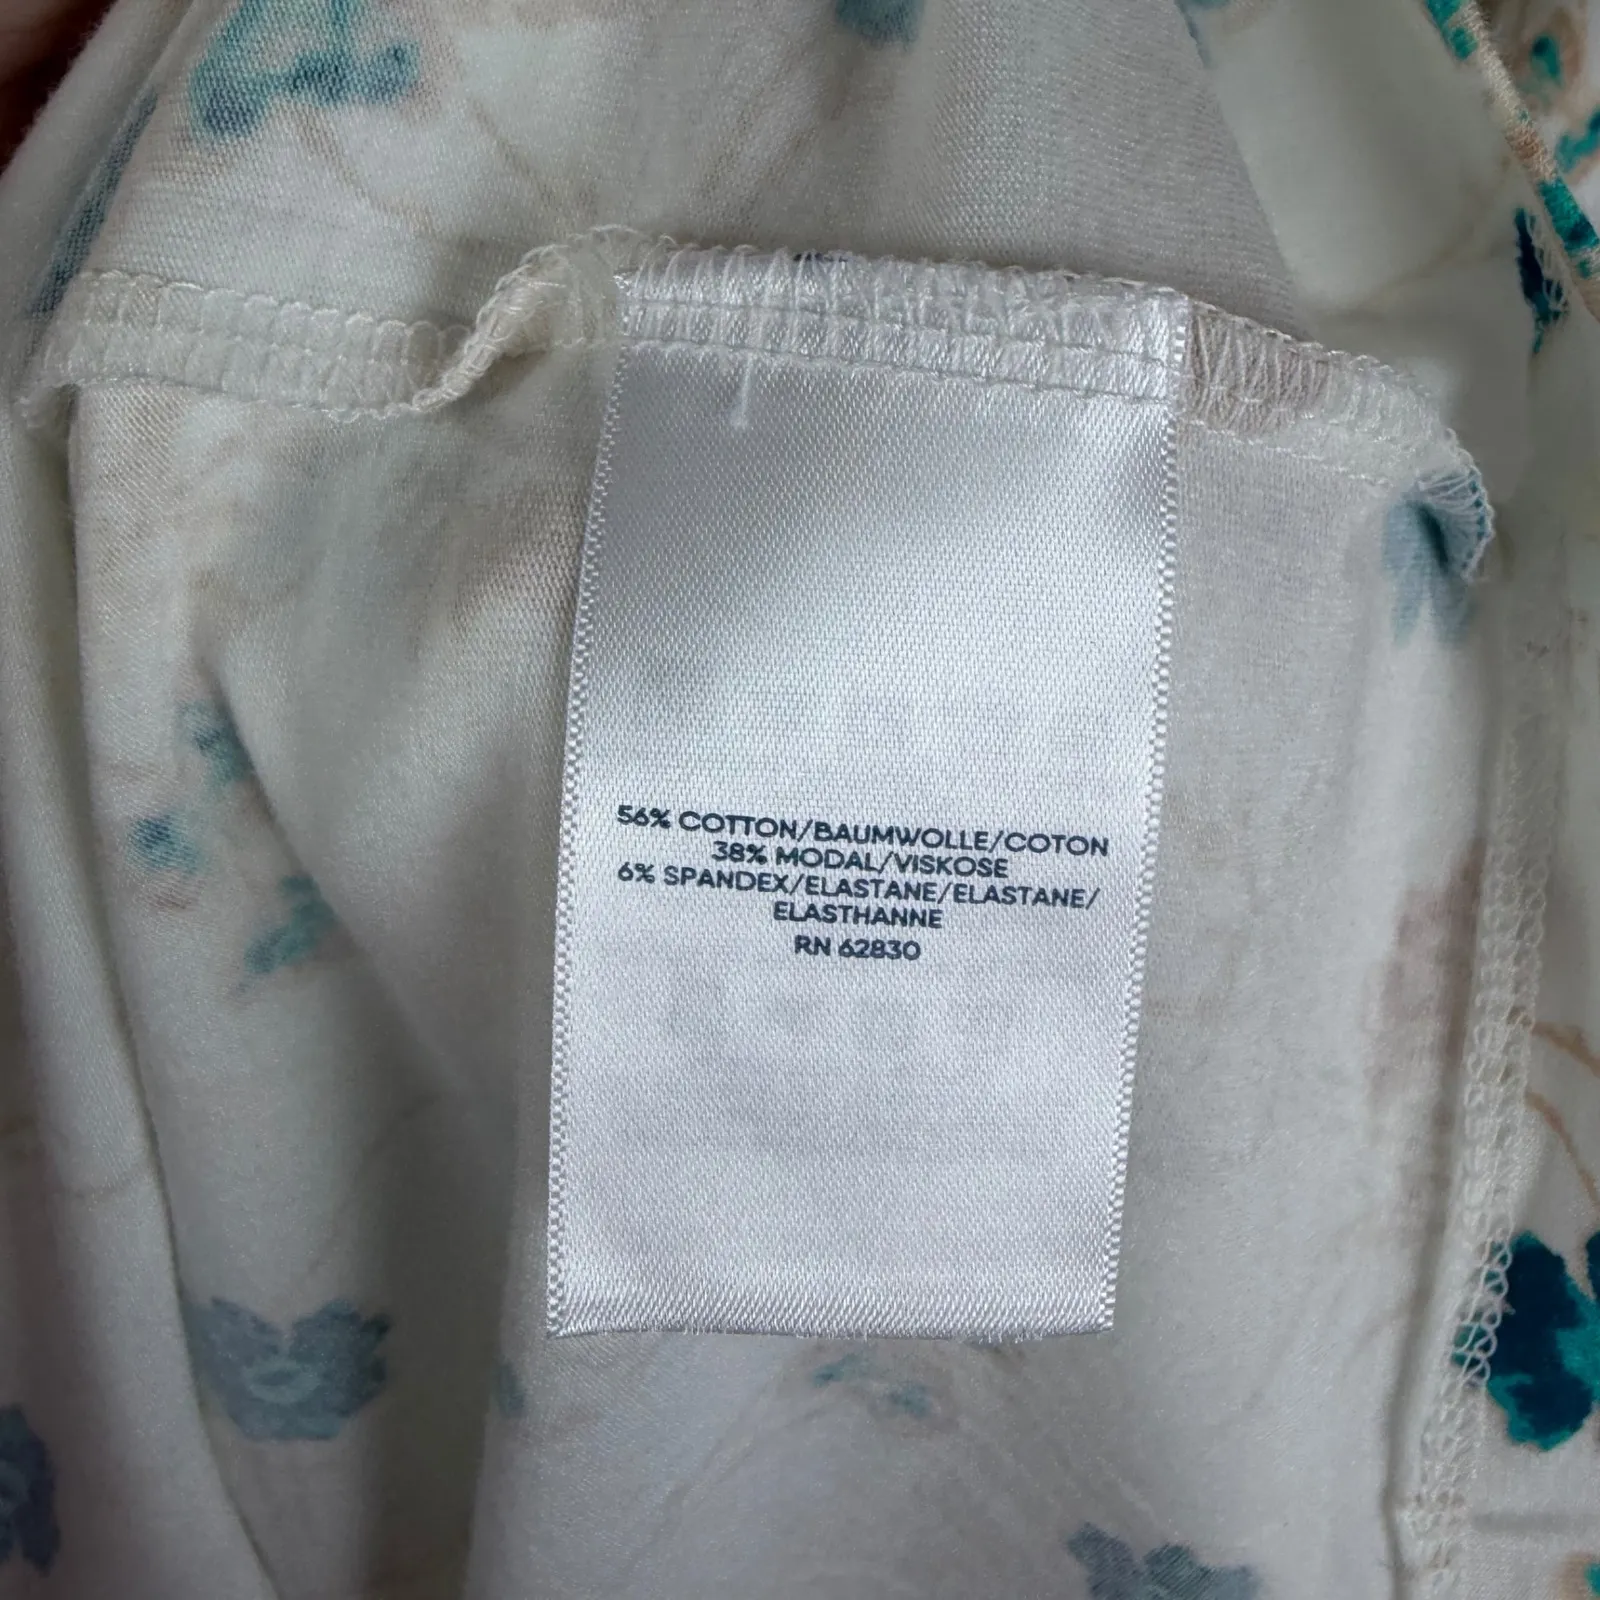 56% COTTON/BAUMWOLLE/COTON
38% MODAL/VISKOSE
6% SPANDEX/ELASTANE/ELASTANE/
ELASTHANNE
RN 62830